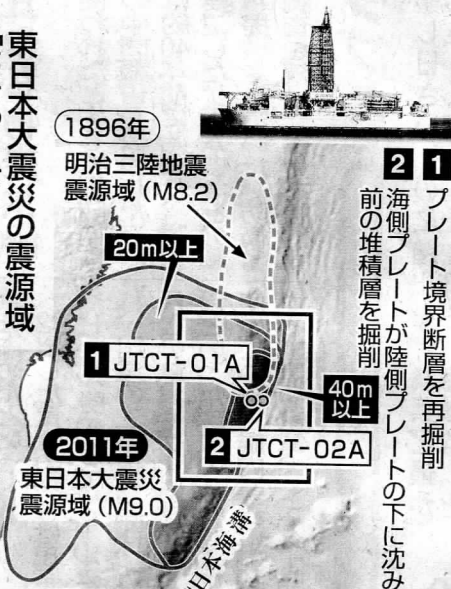 東日本大震災の震源域
1 プレート境界断層を再掘削
2 海側プレートが陸側プレートの下に沈み
前の堆積層を掘削
1896年
明治三陸地震
震源域(M8.2)
20m以上
1 JTCT-01A
40m
以上
2 JTCT-02A
2011年
東日本大震災
震源域(M9.0)
日本海溝